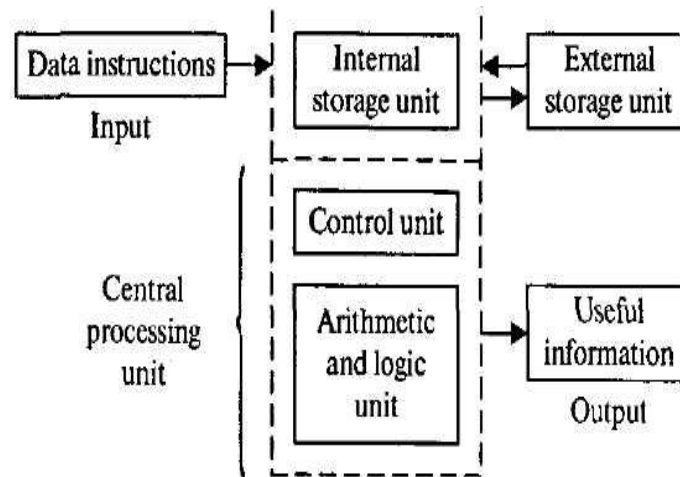 Data instructions
Input
Internal
storage unit
External
storage unit
Central
processing
unit
Control unit
Arithmetic
and logic
unit
Useful
information
Output